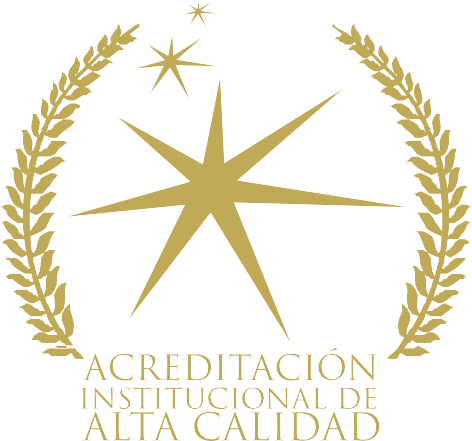 ACREDITACIÓN
INSTITUCIONAL DE
ALTA CALIDAD